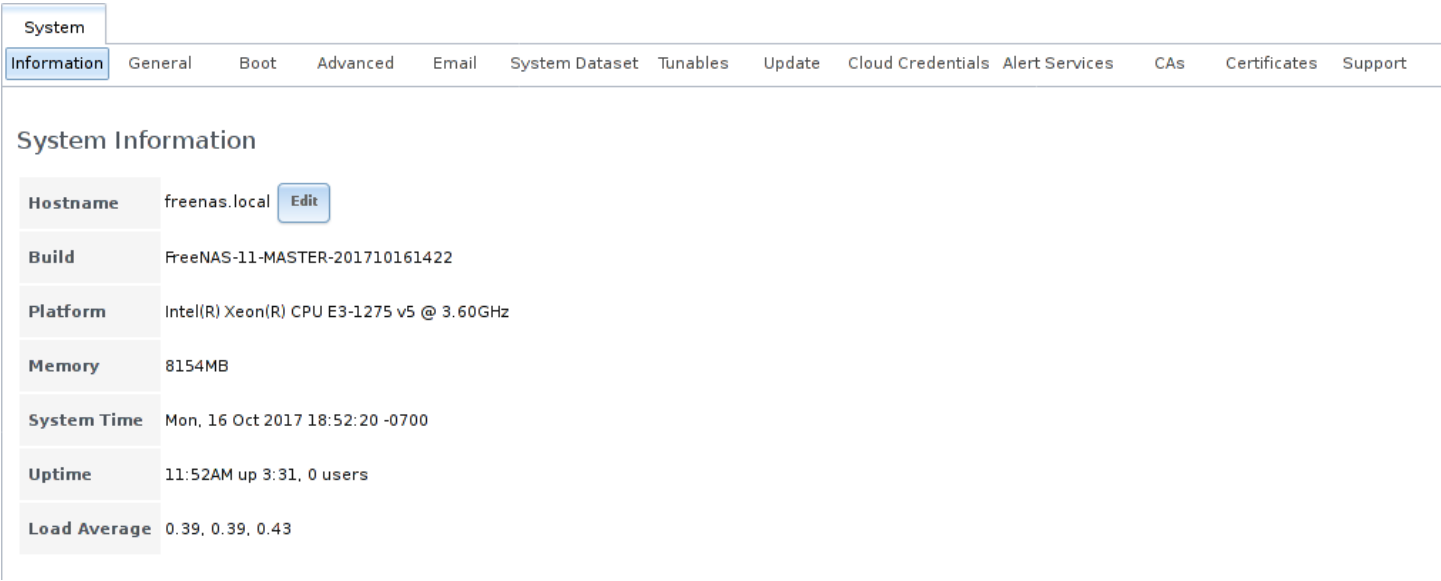 System
Information General Boot Advanced Email System Dataset Tunables Update Cloud Credentials Alert Services CAs Certificates Support
System Information
Hostname freenas.local Edit
Build FreeNAS-11-MASTER-201710161422
Platform Intel(R) Xeon(R) CPU E3-1275 v5 @ 3.60GHz
Memory 8154MB
System Time Mon, 16 Oct 2017 18:52:20 -0700
Uptime 11:52AM up 3:31, 0 users
Load Average 0.39, 0.39, 0.43